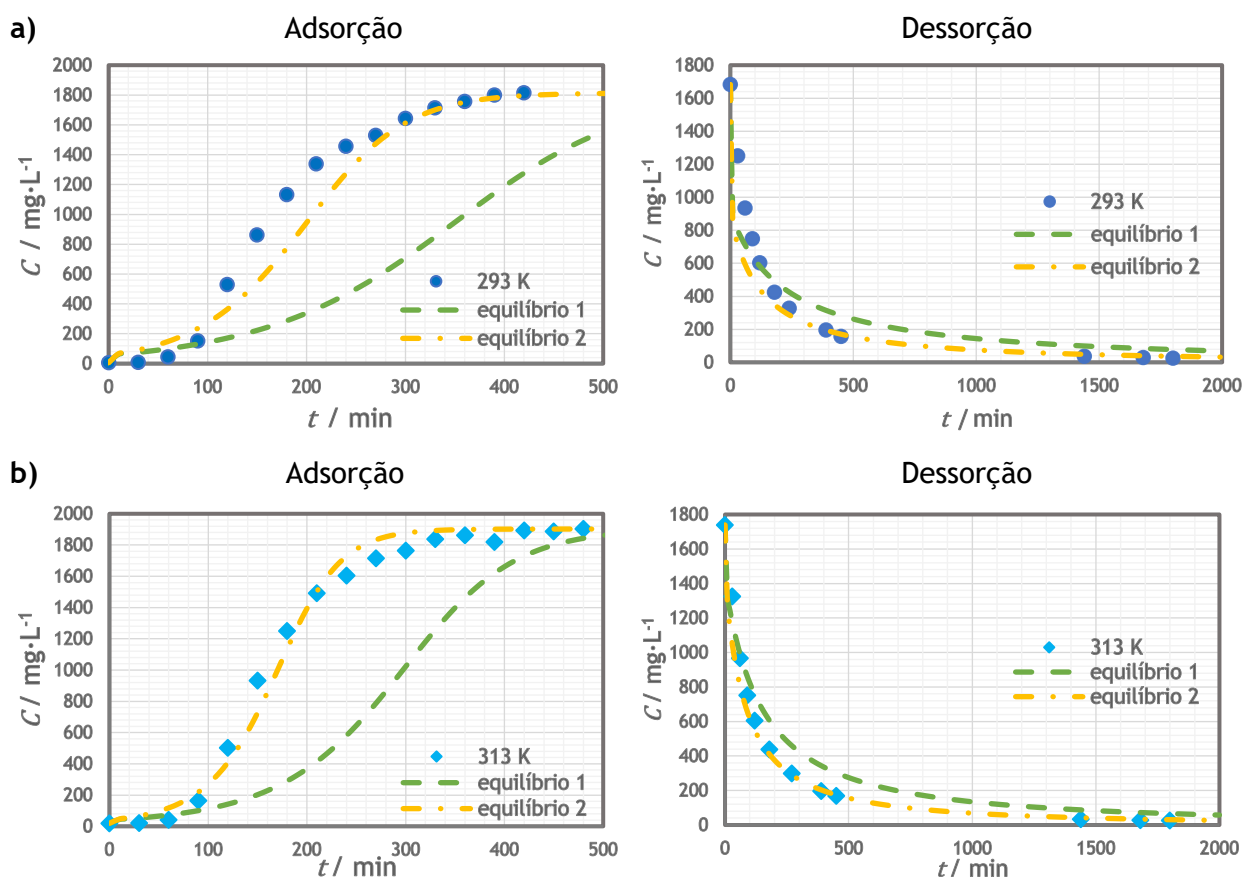 a)
Adsorção
2000
1800
1600
1400
1200
1000
800
600
400
200
0
C / mg·L-1
0 100 200 300 400 500
t / min
293 K
equilíbrio 1
equilíbrio 2
Dessorção
1800
1600
1400
1200
1000
800
600
400
200
0
C / mg·L-1
0 500 1000 1500 2000
t / min
293 K
equilíbrio 1
equilíbrio 2
b)
Adsorção
2000
1800
1600
1400
1200
1000
800
600
400
200
0
C / mg·L-1
0 100 200 300 400 500
t / min
313 K
equilíbrio 1
equilíbrio 2
Dessorção
1800
1600
1400
1200
1000
800
600
400
200
0
C / mg·L-1
0 500 1000 1500 2000
t / min
313 K
equilíbrio 1
equilíbrio 2